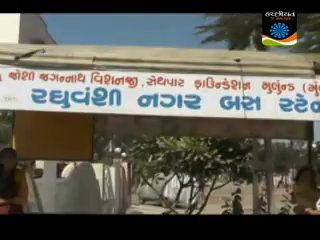 જોશી જગન્નાથ વિશનજી, સેથપાર ફાઉન્ડેશન મુલુન્ડ (મું
રઘુવંશી નગર બસ સ્ટેન